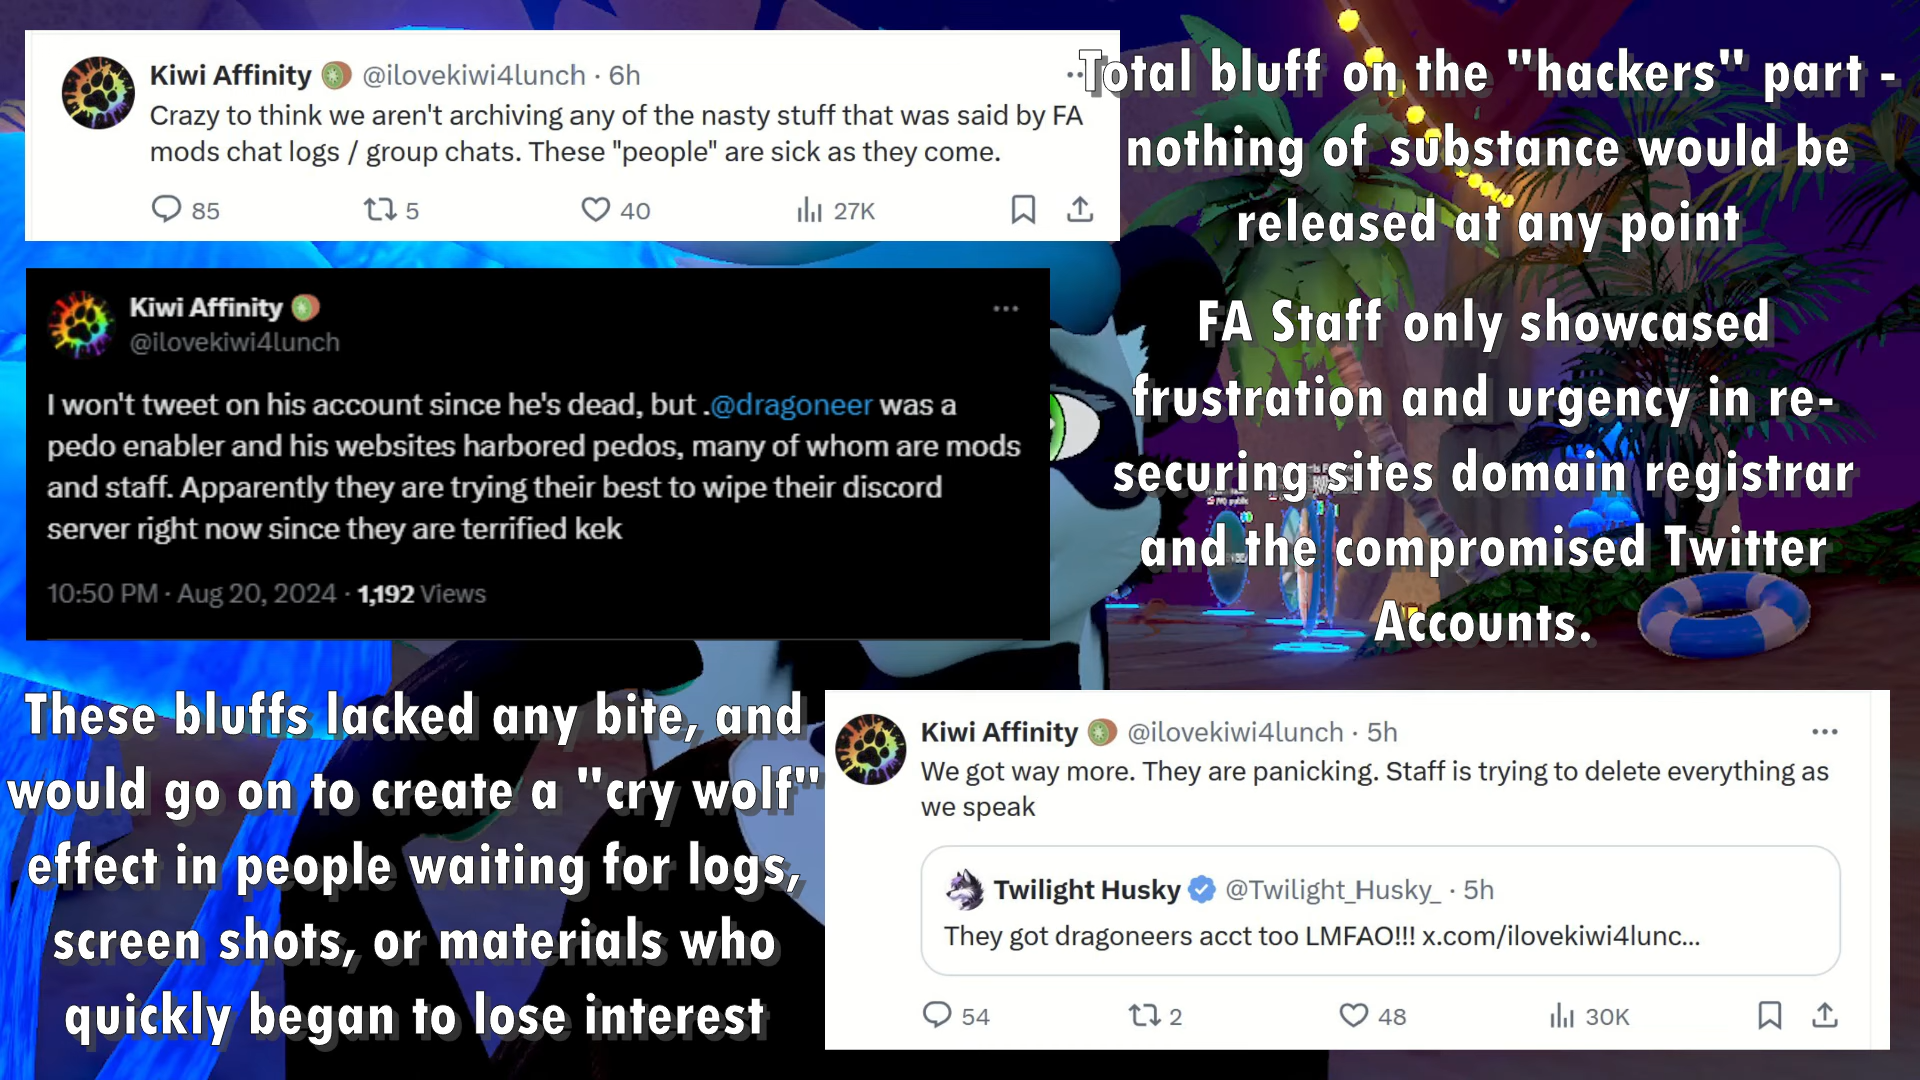 Kiwi Affinity 🥝 @ilovekiwi4lunch · 6h
Crazy to think we aren't archiving any of the nasty stuff that was said by FA
mods chat logs / group chats. These "people" are sick as they come.
85 5 40 27K
Total bluff on the "hackers" part -
nothing of substance would be
released at any point
FA Staff only showcased
frustration and urgency in re-
securing sites domain registrar
and the compromised Twitter
Accounts.
Kiwi Affinity 🥝
@ilovekiwi4lunch
I won't tweet on his account since he's dead, but .@dragoneer was a
pedo enabler and his websites harbored pedos, many of whom are mods
and staff. Apparently they are trying their best to wipe their discord
server right now since they are terrified kek
10:50 PM · Aug 20, 2024 · 1,192 Views
These bluffs lacked any bite, and
would go on to create a "cry wolf"
effect in people waiting for logs,
screen shots, or materials who
quickly began to lose interest
Kiwi Affinity 🥝 @ilovekiwi4lunch · 5h
We got way more. They are panicking. Staff is trying to delete everything as
we speak
Twilight Husky @Twilight_Husky_ · 5h
They got dragoneers acct too LMFAO!!! x.com/ilovekiwi4lunc...
54 2 48 30K